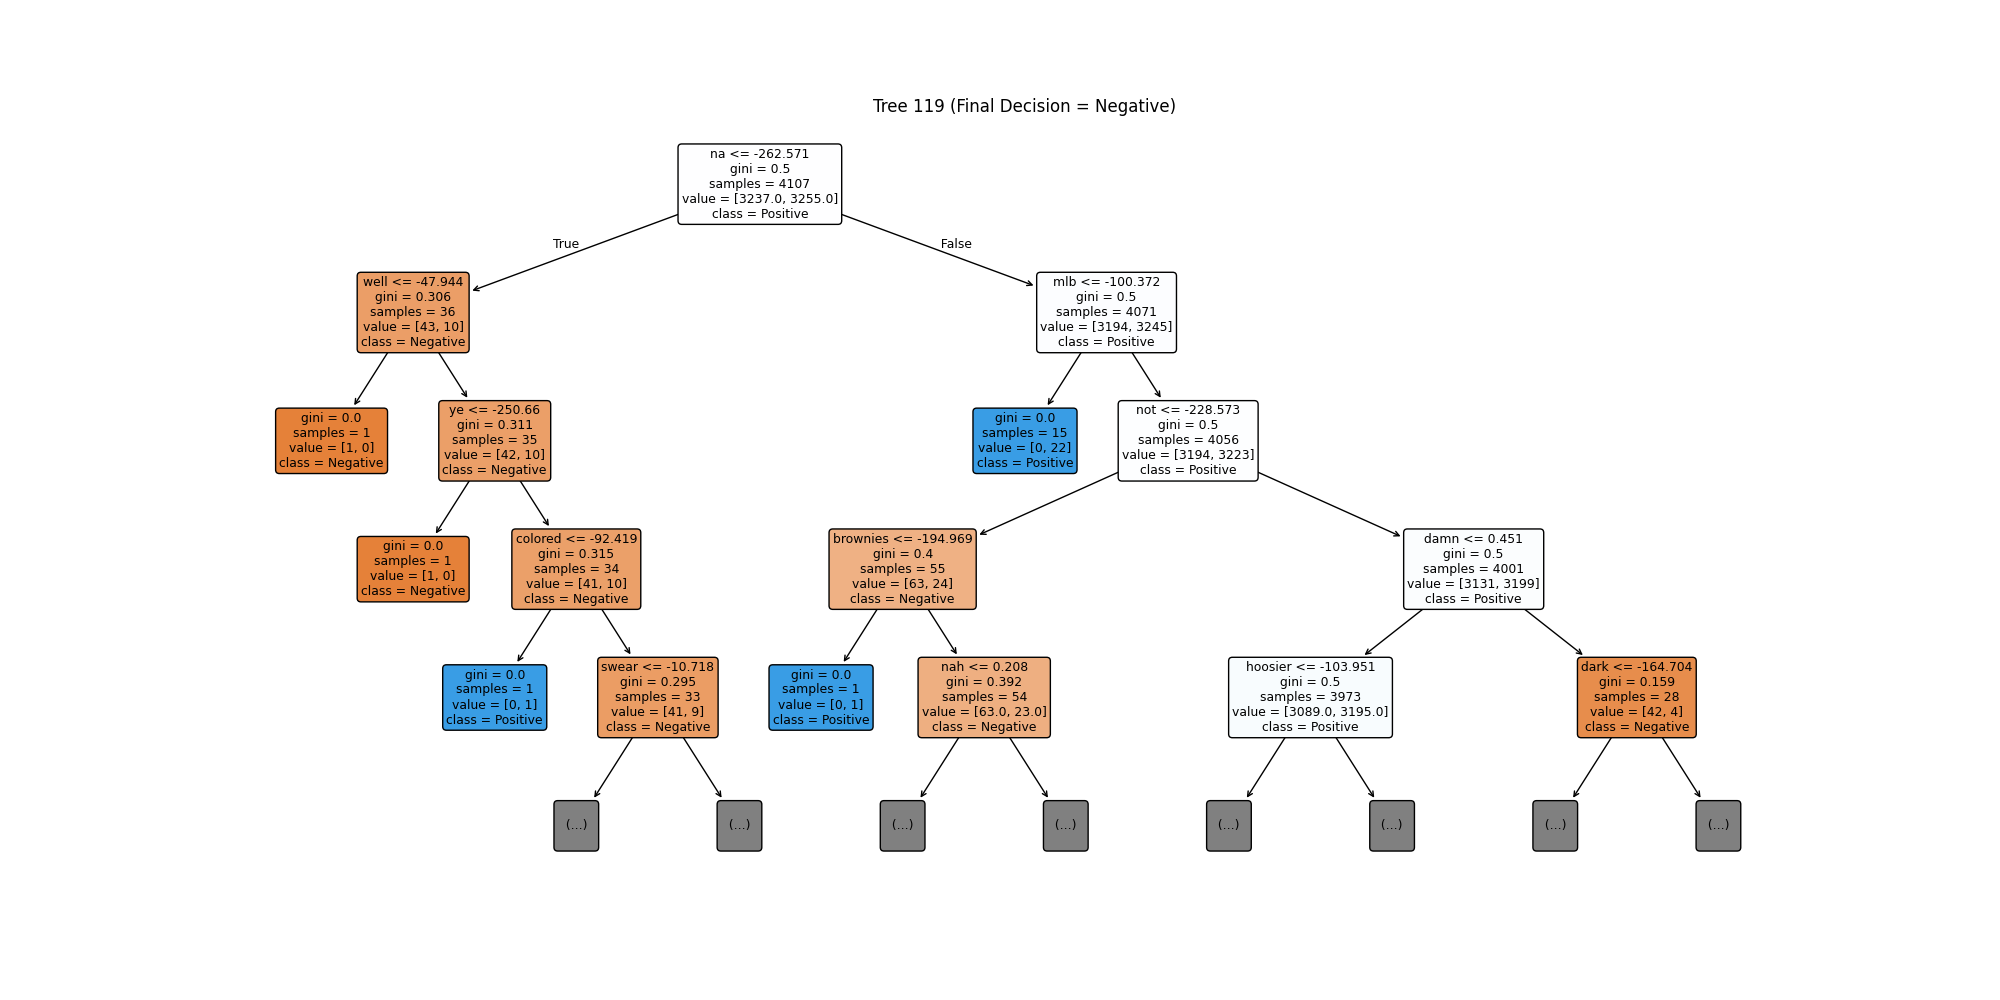 Tree 119 (Final Decision = Negative)
na <= -262.571
gini = 0.5
samples = 4107
value = [3237.0, 3255.0]
class = Positive
True
False
well <= -47.944
gini = 0.306
samples = 36
value = [43, 10]
class = Negative
mlb <= -100.372
gini = 0.5
samples = 4071
value = [3194, 3245]
class = Positive
gini = 0.0
samples = 1
value = [1, 0]
class = Negative
ye <= -250.66
gini = 0.311
samples = 35
value = [42, 10]
class = Negative
gini = 0.0
samples = 15
value = [0, 22]
class = Positive
not <= -228.573
gini = 0.5
samples = 4056
value = [3194, 3223]
class = Positive
gini = 0.0
samples = 1
value = [1, 0]
class = Negative
colored <= -92.419
gini = 0.315
samples = 34
value = [41, 10]
class = Negative
brownies <= -194.969
gini = 0.4
samples = 55
value = [63, 24]
class = Negative
damn <= 0.451
gini = 0.5
samples = 4001
value = [3131, 3199]
class = Positive
gini = 0.0
samples = 1
value = [0, 1]
class = Positive
swear <= -10.718
gini = 0.295
samples = 33
value = [41, 9]
class = Negative
gini = 0.0
samples = 1
value = [0, 1]
class = Positive
nah <= 0.208
gini = 0.392
samples = 54
value = [63.0, 23.0]
class = Negative
hoosier <= -103.951
gini = 0.5
samples = 3973
value = [3089.0, 3195.0]
class = Positive
dark <= -164.704
gini = 0.159
samples = 28
value = [42, 4]
class = Negative
(...)
(...)
(...)
(...)
(...)
(...)
(...)
(...)